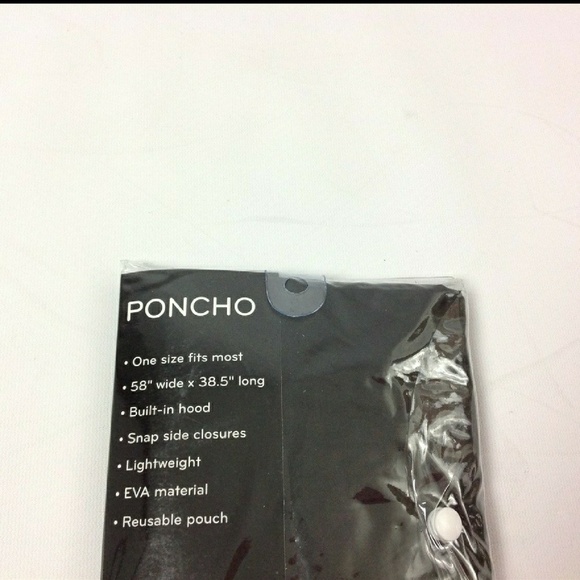 PONCHO
• One size fits most
• 58" wide x 38.5" long
• Built-in hood
• Snap side closures
• Lightweight
• EVA material
• Reusable pouch